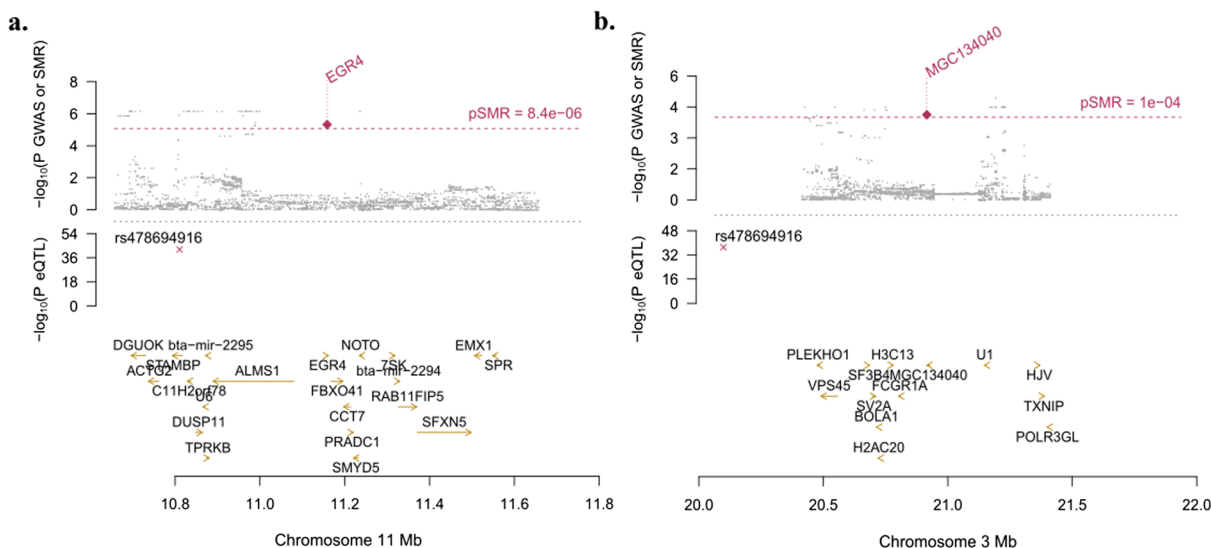 a.
EGR4
−log10(P GWAS or SMR)
8
6
4
2
0
pSMR = 8.4e−06
−log10(P eQTL)
54
36
18
0
rs478694916
DGUOK bta−mir−2295 NOTO EMX1
STAMBP EGR4 7SK SPR
ACTG2 ALMS1 bta−mir−2294
C11H2orf78 FBXO41 RAB11FIP5
U6
DUSP11 CCT7 SFXN5
TPRKB PRADC1
SMYD5
10.8 11.0 11.2 11.4 11.6 11.8
Chromosome 11 Mb
b.
MGC134040
−log10(P GWAS or SMR)
6
4
4
2
2
0
pSMR = 1e−04
−log10(P eQTL)
48
32
16
0
rs478694916
PLEKHO1 H3C13 U1
SF3B4 MGC134040 HJV
VPS45 FCGR1A
SV2A TXNIP
BOLA1
POLR3GL
H2AC20
20.0 20.5 21.0 21.5 22.0
Chromosome 3 Mb